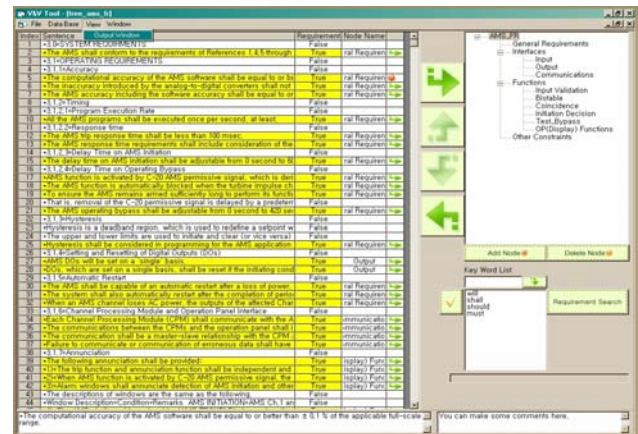 V&V Tool - [tree_ams_fr]
File Data Base View Window
Output Window
Index Sentence Requirement Node Name
1 •3.0>SYSTEM REQUIRMENTS False
2 •The AMS shall conform to the requirements of References 1,4,5 through True ral Requiren
3 •3.1>OPERATING REQUIREMENTS False
4 •3.1.1>Accuracy False
5 •The computational accuracy of the AMS software shall be equal to or be True ral Requiren
6 •The inaccuracy introduced by the analog-to-digital converters shall not True ral Requiren
7 •The AMS accuracy including the software accuracy shall be equal to or True ral Requiren
8 •3.1.2>Timing False
9 •3.1.2.1>Program Execution Rate False
10 •All the AMS programs shall be executed once per second, at least, True ral Requiren
11 •3.1.2.2>Response time False
12 •The AMS trip response time shall be less than 100 msec, True ral Requiren
13 •The AMS response time requirements shall include consideration of the True ral Requiren
14 •3.1.2.3>Delay Time on AMS Initiation False
15 •The delay time on AMS initiation shall be adjustable from 0 second to 60 True ral Requiren
16 •3.1.2.4>Delay Time on Operating Bypass False
17 •AMS function is activated by C-20 AMS permissive signal, which is deri True ral Requiren
18 •The AMS function is automatically blocked when the turbine impulse ch True ral Requiren
19 •To ensure the AMS remains armed sufficiently long to perform its functi True ral Requiren
20 •That is, removal of the C-20 permissive signal is delayed by a predeterr False
21 •The AMS operating bypass shall be adjustable from 0 second to 420 sec True ral Requiren
22 •3.1.3>Hysteresis False
23 •Hysteresis is a deadband region, which is used to redefine a setpoint w False
24 •The upper and lower limits are used to initiate and clear (or vice versa) False
25 •Hysteresis shall be considered in programming for the AMS application True ral Requiren
26 •3.1.4>Setting and Resetting of Digital Outputs (DOs) False
27 •AMS DOs will be set on a single basis. True Output
28 •DOs, which are set on a single basis, shall be reset if the initiating cond True Output
29 •3.1.5>Automatic Restart False
30 •The AMS shall be capable of an automatic restart after a loss of power, True ral Requiren
31 •The system shall also automatically restart after the completion of perio True ral Requiren
32 •When an AMS channel loses AC power, the outputs of the affected Chan True ral Requiren
33 •3.1.6>Channel Processing Module and Operation Panel Interface False
34 •Each Channel Processing Module (CPM) shall communicate with the A True mmunicatio
35 •The communications between the CPMs and the operation panel shall l True mmunicatio
36 •The communication shall be a master-slave relationship with the CPM True mmunicatio
37 •Failure to communicate or communication of erroneous data shall have True mmunicatio
38 •3.1.7>Annunciation False
39 •The following annunciation shall be provided: True isplay) Func
40 •1>The trip function and annunciation function shall be independent and True isplay) Func
41 •2>When AMS function is activated by C-20 AMS permissive signal, the True isplay) Func
42 •3>Alarm windows shall annunciate detection of AMS Initiation and other True isplay) Func
43 •The descriptions of windows are the same as the following, False
44 •Window Description>Condition>Remarks AMS INITIATION>AMS Ch,1 an False
AMS_FR
General Requirements
Interfaces
Input
Output
Communications
Functions
Input Validation
Bistable
Coincidence
Initiation Decision
Test_Bypass
OP(Display) Functions
Other Constraints
Add Node
Delete Node
Key Word List
will
shall
should
must
Requirement Search
•The computational accuracy of the AMS software shall be equal to or better than ± 0.1 % of the applicable full-scale
range.
You can make some comments here,